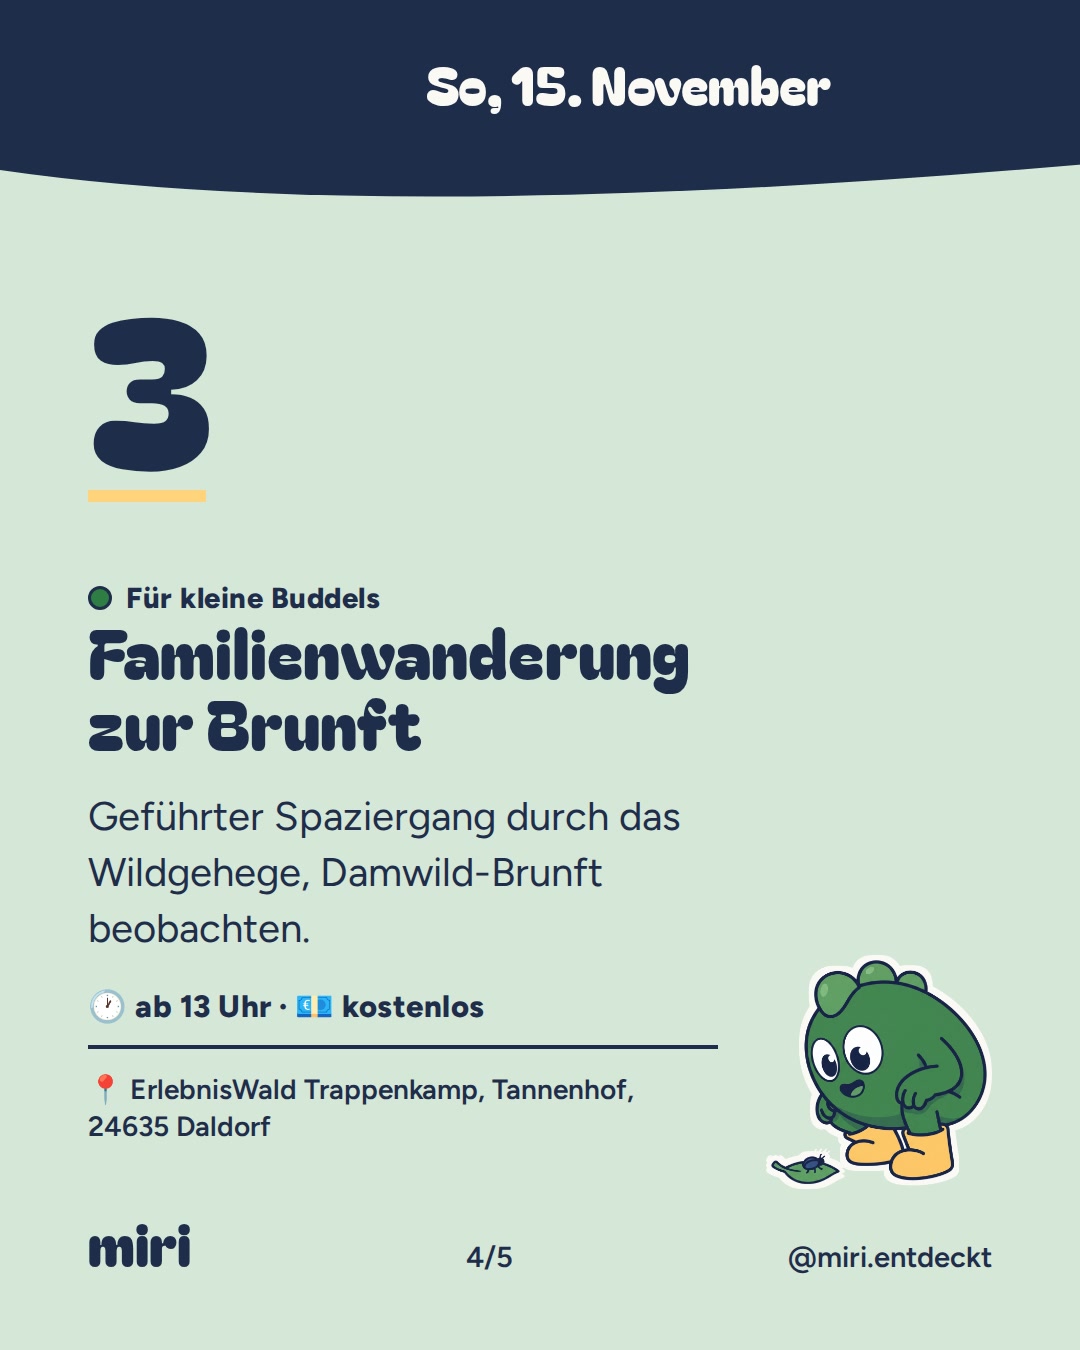 So, 15. November
3
Für kleine Buddels
Familienwanderung
zur Brunft
Geführter Spaziergang durch das
Wildgehege, Damwild-Brunft
beobachten.
🕐 ab 13 Uhr · 💶 kostenlos
📍 ErlebnisWald Trappenkamp, Tannenhof,
24635 Daldorf
miri
4/5
@miri.entdeckt